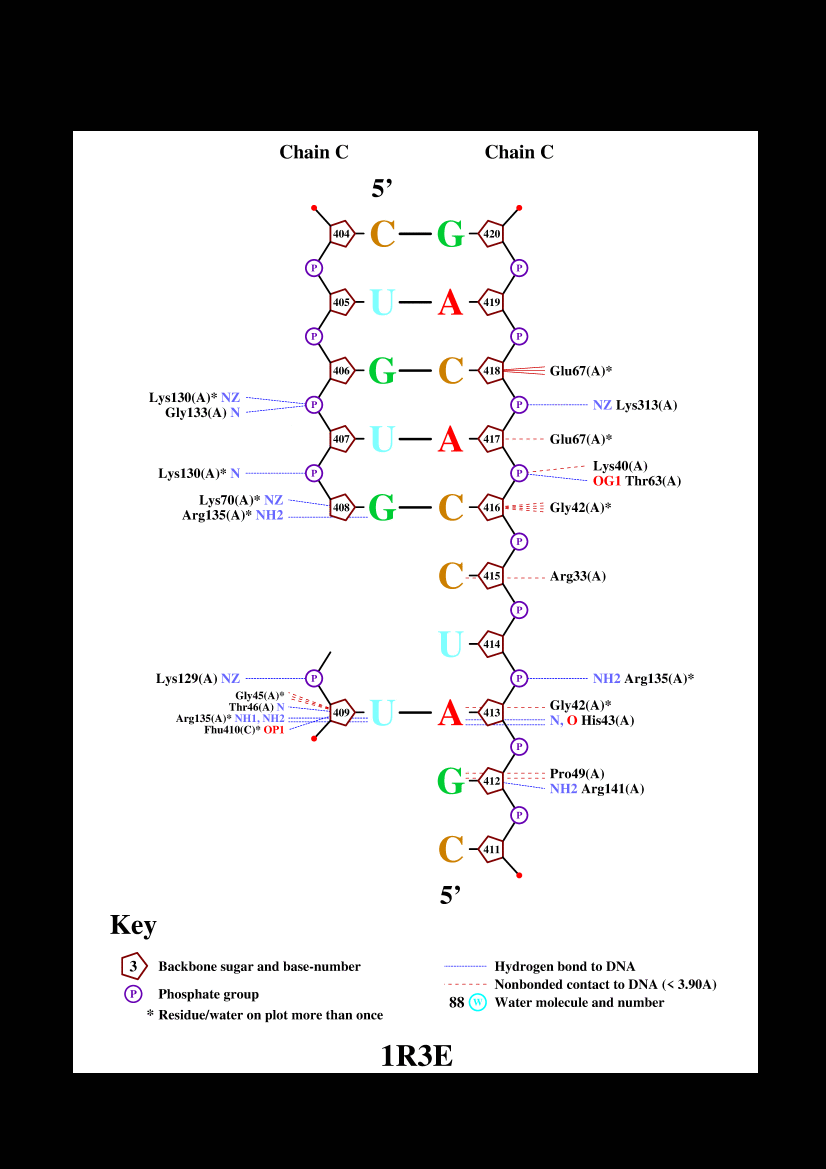 Chain C Chain C
5’
404 C G 420
P P
405 U A 419
P P
406 G C 418 Glu67(A)*
Lys130(A)* NZ P P NZ Lys313(A)
Gly133(A) N
407 U A 417 Glu67(A)*
Lys130(A)* N P P Lys40(A)
OG1 Thr63(A)
Lys70(A)* NZ
408 G C 416 Gly42(A)*
Arg135(A)* NH2
P
C 415 Arg33(A)
P
U 414
Lys129(A) NZ P P NH2 Arg135(A)*
Gly45(A)*
Thr46(A) N
409 U A 413 Gly42(A)*
Arg135(A)* NH1, NH2 N, O His43(A)
Fhu410(C)* OP1
P
G 412 Pro49(A)
NH2 Arg141(A)
P
C 411
5’
Key
3 Backbone sugar and base-number
P Phosphate group
* Residue/water on plot more than once
Hydrogen bond to DNA
Nonbonded contact to DNA (< 3.90A)
88 W Water molecule and number
1R3E